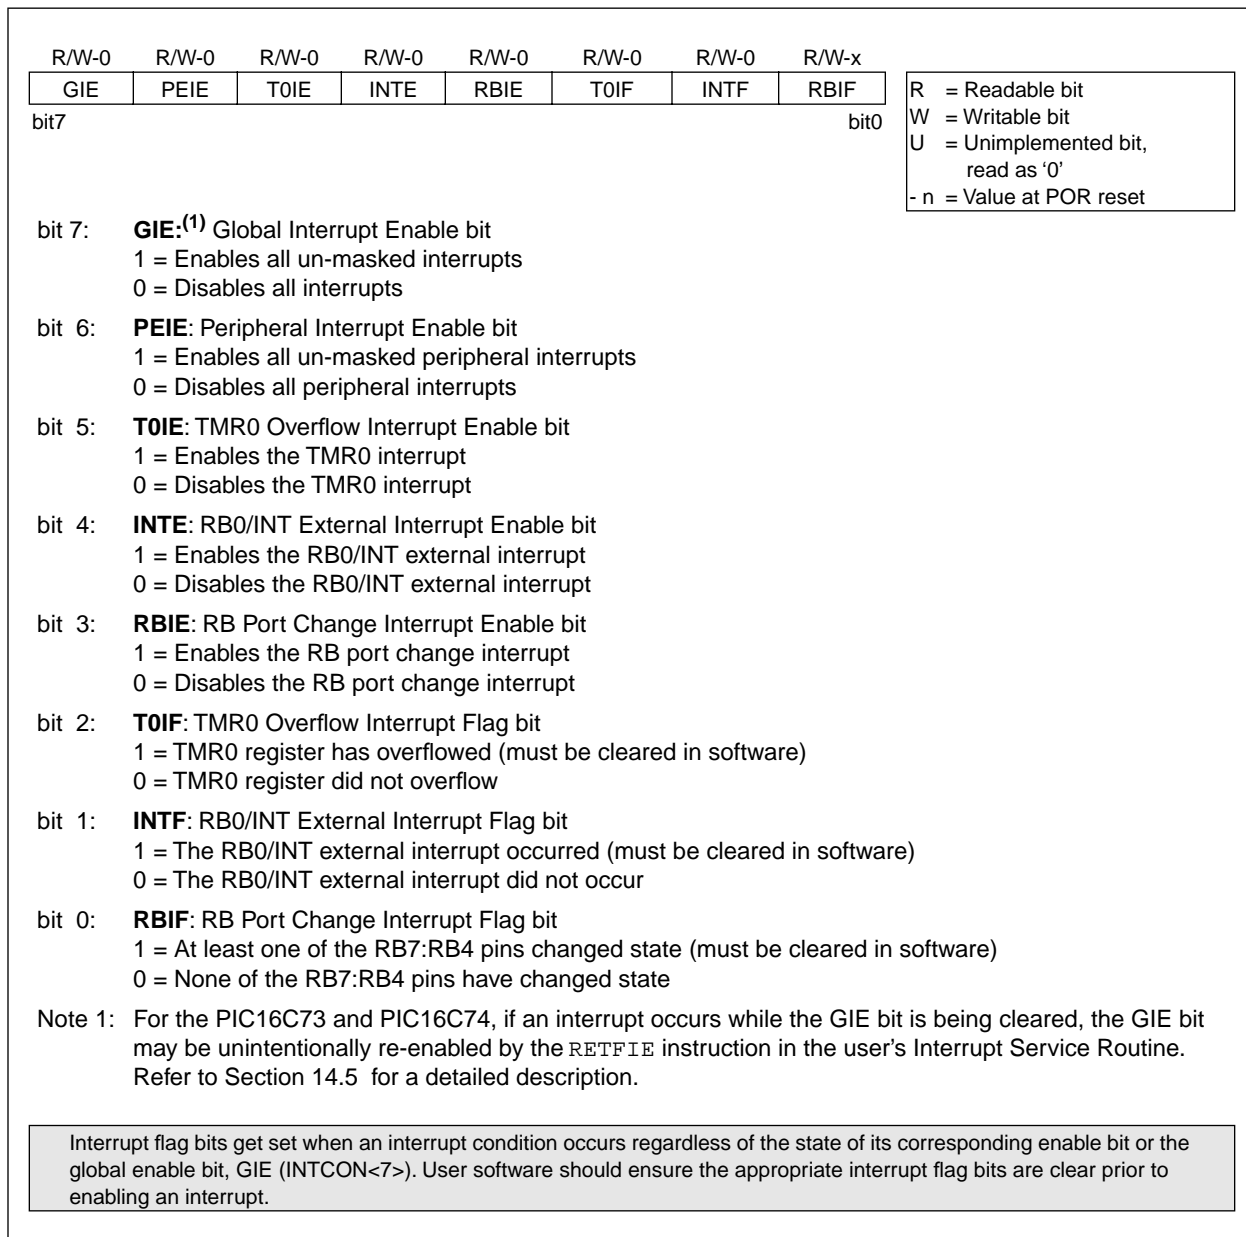 R/W-0 R/W-0 R/W-0 R/W-0 R/W-0 R/W-0 R/W-0 R/W-x
GIE PEIE T0IE INTE RBIE T0IF INTF RBIF
bit7 bit0
R = Readable bit
W = Writable bit
U = Unimplemented bit,
read as ‘0’
- n = Value at POR reset
bit 7: GIE:(1) Global Interrupt Enable bit
1 = Enables all un-masked interrupts
0 = Disables all interrupts
bit 6: PEIE: Peripheral Interrupt Enable bit
1 = Enables all un-masked peripheral interrupts
0 = Disables all peripheral interrupts
bit 5: T0IE: TMR0 Overflow Interrupt Enable bit
1 = Enables the TMR0 interrupt
0 = Disables the TMR0 interrupt
bit 4: INTE: RB0/INT External Interrupt Enable bit
1 = Enables the RB0/INT external interrupt
0 = Disables the RB0/INT external interrupt
bit 3: RBIE: RB Port Change Interrupt Enable bit
1 = Enables the RB port change interrupt
0 = Disables the RB port change interrupt
bit 2: T0IF: TMR0 Overflow Interrupt Flag bit
1 = TMR0 register has overflowed (must be cleared in software)
0 = TMR0 register did not overflow
bit 1: INTF: RB0/INT External Interrupt Flag bit
1 = The RB0/INT external interrupt occurred (must be cleared in software)
0 = The RB0/INT external interrupt did not occur
bit 0: RBIF: RB Port Change Interrupt Flag bit
1 = At least one of the RB7:RB4 pins changed state (must be cleared in software)
0 = None of the RB7:RB4 pins have changed state
Note 1: For the PIC16C73 and PIC16C74, if an interrupt occurs while the GIE bit is being cleared, the GIE bit
may be unintentionally re-enabled by the RETFIE instruction in the user's Interrupt Service Routine.
Refer to Section 14.5 for a detailed description.
Interrupt flag bits get set when an interrupt condition occurs regardless of the state of its corresponding enable bit or the
global enable bit, GIE (INTCON<7>). User software should ensure the appropriate interrupt flag bits are clear prior to
enabling an interrupt.